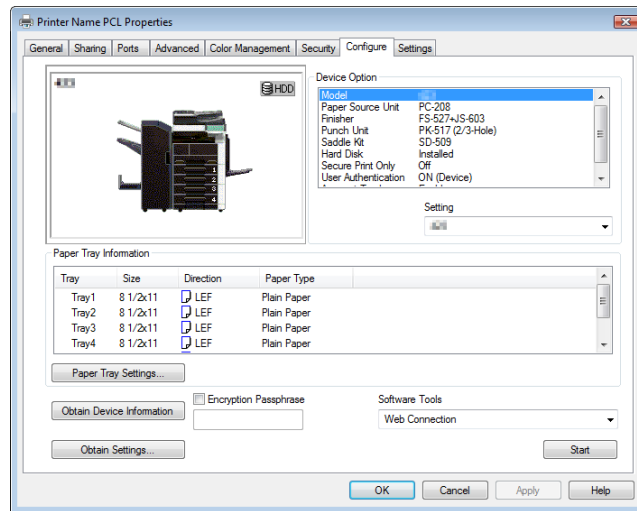 Printer Name PCL Properties
General Sharing Ports Advanced Color Management Security Configure Settings
HDD
Device Option
Model
Paper Source Unit PC-208
Finisher FS-527+JS-603
Punch Unit PK-517 (2/3-Hole)
Saddle Kit SD-509
Hard Disk Installed
Secure Print Only Off
User Authentication ON (Device)
1
2
3
4
Setting
Paper Tray Information
Tray Size Direction Paper Type
Tray1 8 1/2x11 LEF Plain Paper
Tray2 8 1/2x11 LEF Plain Paper
Tray3 8 1/2x11 LEF Plain Paper
Tray4 8 1/2x11 LEF Plain Paper
Paper Tray Settings...
Obtain Device Information
Encryption Passphrase
Software Tools
Web Connection
Obtain Settings...
Start
OK Cancel Apply Help